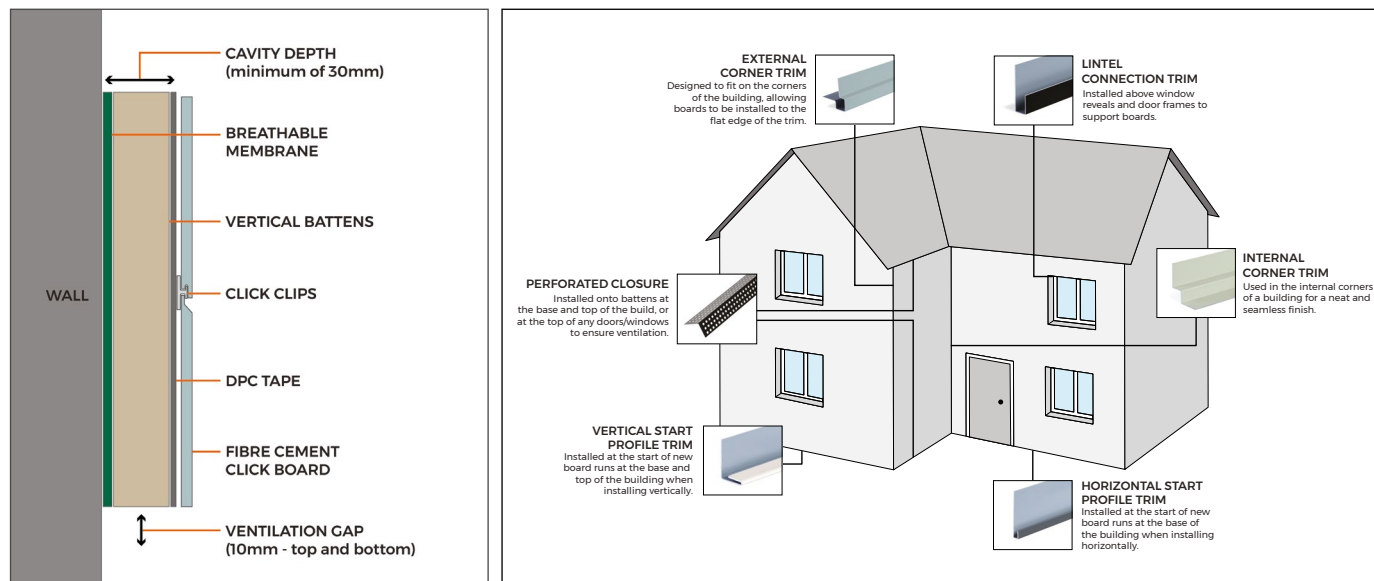 CAVITY DEPTH
(minimum of 30mm)
BREATHABLE
MEMBRANE
VERTICAL BATTENS
WALL
CLICK CLIPS
DPC TAPE
FIBRE CEMENT
CLICK BOARD
VENTILATION GAP
(10mm - top and bottom)
EXTERNAL
CORNER TRIM
Designed to fit on the corners
of the building, allowing
boards to be installed to the
flat edge of the trim.
LINTEL
CONNECTION TRIM
Installed above window
reveals and door frames to
support boards.
PERFORATED CLOSURE
Installed onto battens at
the base and top of the build, or
at the top of any doors/windows
to ensure ventilation.
INTERNAL
CORNER TRIM
Used in the internal corners
of a building for a neat and
seamless finish.
VERTICAL START
PROFILE TRIM
Installed at the start of new
board runs at the base and
top of the building when
installing vertically.
HORIZONTAL START
PROFILE TRIM
Installed at the start of new
board runs at the base of
the building when installing
horizontally.